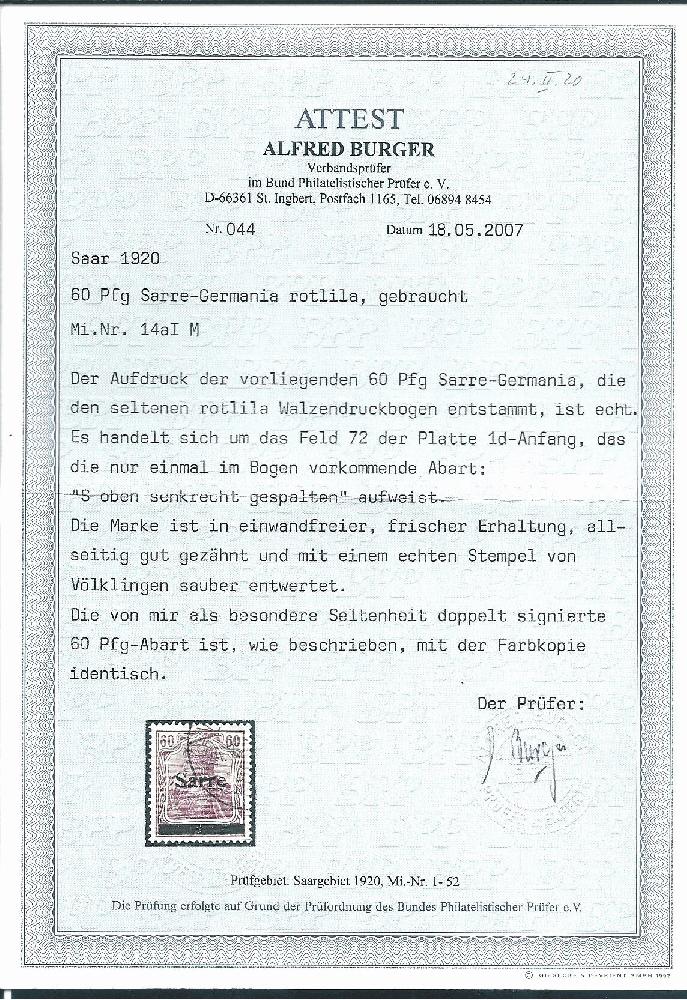 24. II 20
ATTEST
ALFRED BURGER
Verbandsprüfer
im Bund Philatelistischer Prüfer e. V.
D-66361 St. Ingbert, Postfach 1165, Tel. 06894 8454
Nr. 044 Datum 18.05.2007
Saar 1920
60 Pfg Sarre-Germania rotlila, gebraucht
Mi.Nr. 14aI M
Der Aufdruck der vorliegenden 60 Pfg Sarre-Germania, die
den seltenen rotlila Walzendruckbogen entstammt, ist echt.
Es handelt sich um das Feld 72 der Platte 1d-Anfang, das
die nur einmal im Bogen vorkommende Abart:
"S oben senkrecht gespalten" aufweist.
Die Marke ist in einwandfreier, frischer Erhaltung, all-
seitig gut gezähnt und mit einem echten Stempel von
Völklingen sauber entwertet.
Die von mir als besondere Seltenheit doppelt signierte
60 Pfg-Abart ist, wie beschrieben, mit der Farbkopie
identisch.
Der Prüfer:
Burger
60 60
Sarre
Prüfgebiet: Saargebiet 1920, Mi.-Nr. 1- 52
Die Prüfung erfolgte auf Grund der Prüfordnung des Bundes Philatelistischer Prüfer e.V.